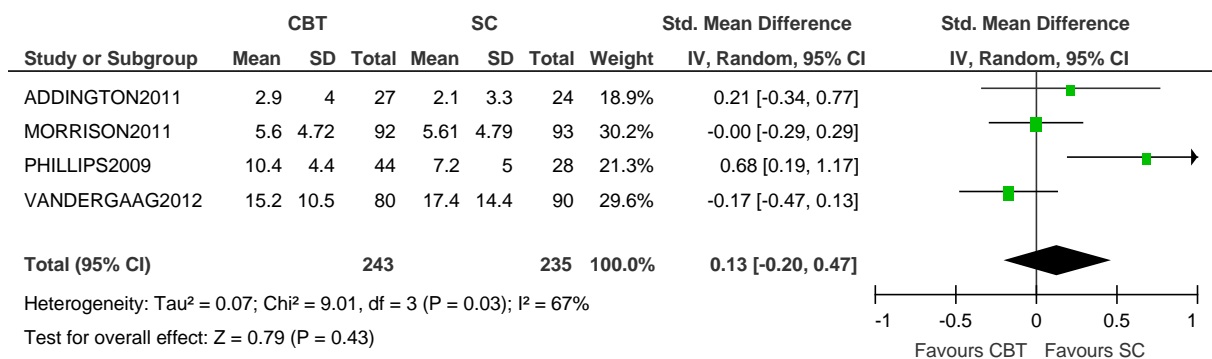 CBT SC Std. Mean Difference Std. Mean Difference
Study or Subgroup Mean SD Total Mean SD Total Weight IV, Random, 95% CI IV, Random, 95% CI
ADDINGTON2011 2.9 4 27 2.1 3.3 24 18.9% 0.21 [-0.34, 0.77]
MORRISON2011 5.6 4.72 92 5.61 4.79 93 30.2% -0.00 [-0.29, 0.29]
PHILLIPS2009 10.4 4.4 44 7.2 5 28 21.3% 0.68 [0.19, 1.17]
VANDERGAAG2012 15.2 10.5 80 17.4 14.4 90 29.6% -0.17 [-0.47, 0.13]
Total (95% CI) 243 235 100.0% 0.13 [-0.20, 0.47]
Heterogeneity: Tau² = 0.07; Chi² = 9.01, df = 3 (P = 0.03); I² = 67%
Test for overall effect: Z = 0.79 (P = 0.43)
-1 -0.5 0 0.5 1
Favours CBT Favours SC